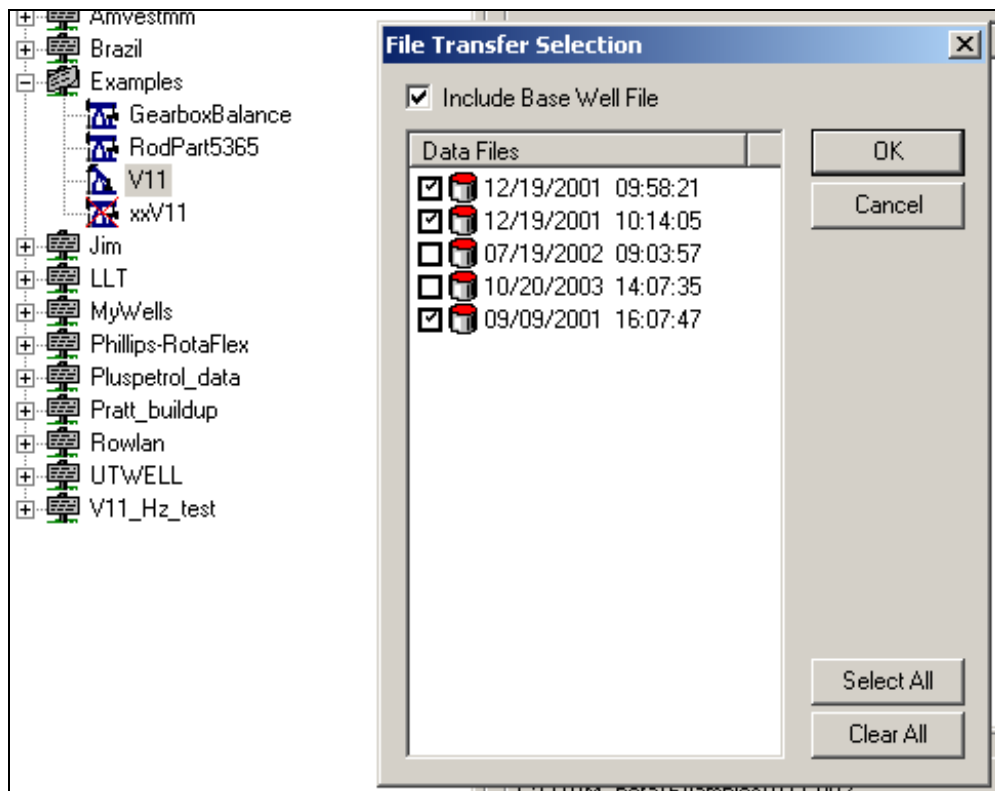 Amvestmm
Brazil
Examples
GearboxBalance
RodPart5365
V11
xxV11
Jim
LLT
MyWells
Phillips-RotaFlex
Pluspetrol_data
Pratt_buildup
Rowlan
UTWELL
V11_Hz_test
File Transfer Selection
Include Base Well File
Data Files
12/19/2001 09:58:21
12/19/2001 10:14:05
07/19/2002 09:03:57
10/20/2003 14:07:35
09/09/2001 16:07:47
OK
Cancel
Select All
Clear All